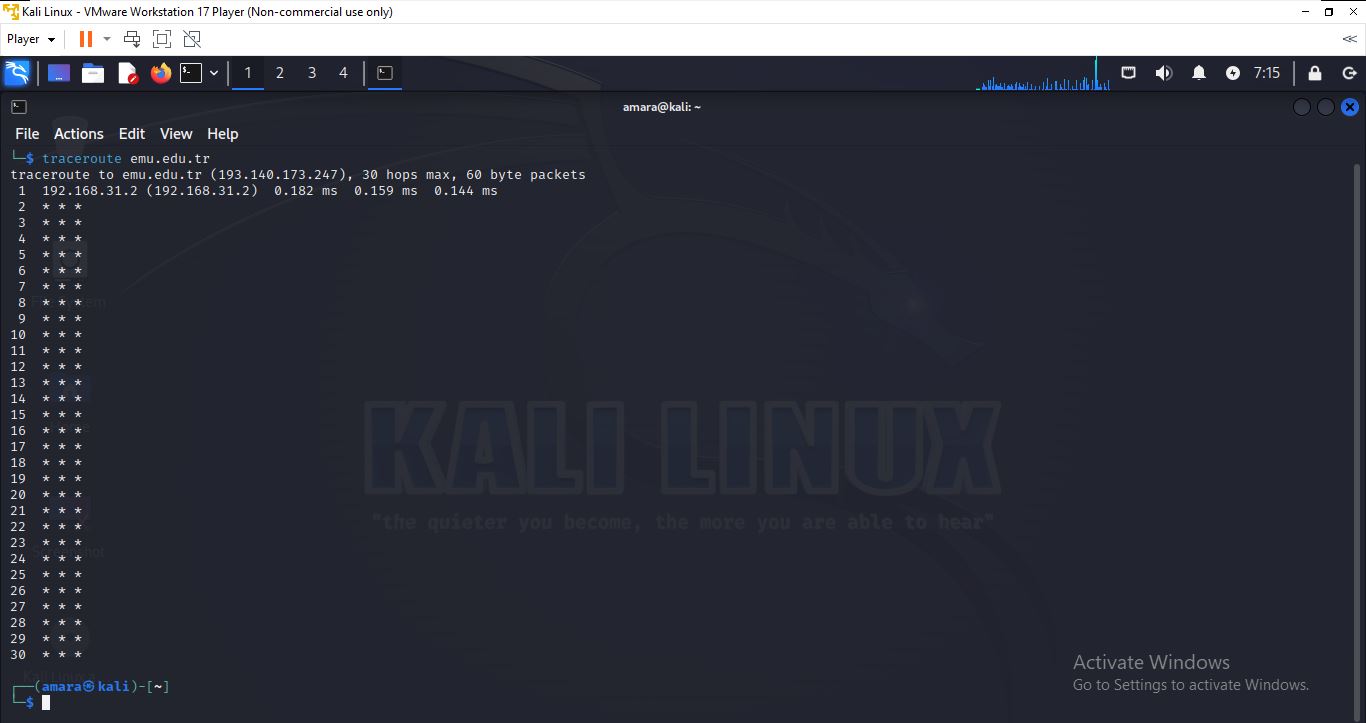 Kali Linux - VMware Workstation 17 Player (Non-commercial use only)
Player
1 2 3 4 7:15
amara@kali: ~
File Actions Edit View Help
└─$ traceroute emu.edu.tr
traceroute to emu.edu.tr (193.140.173.247), 30 hops max, 60 byte packets
1 192.168.31.2 (192.168.31.2) 0.182 ms 0.159 ms 0.144 ms
2 * * *
3 * * *
4 * * *
5 * * *
6 * * *
7 * * *
8 * * *
9 * * *
10 * * *
11 * * *
12 * * *
13 * * *
14 * * *
15 * * *
16 * * *
17 * * *
18 * * *
19 * * *
20 * * *
21 * * *
22 * * *
23 * * *
24 * * *
25 * * *
26 * * *
27 * * *
28 * * *
29 * * *
30 * * *
┌──(amara㉿kali)-[~]
└─$
KALI LINUX
"the quieter you become, the more you are able to hear"
Activate Windows
Go to Settings to activate Windows.